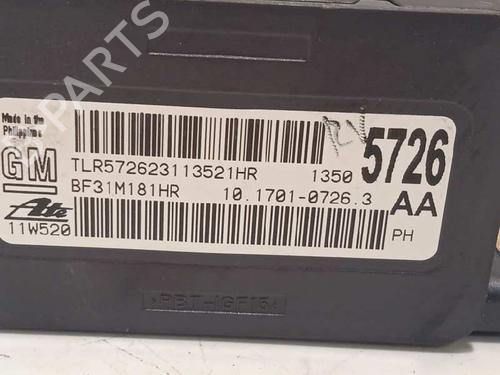 PARTS
Made in the
Philippines
GM
TLR572623113521HR
1350
5726
BF31M181HR
10.1701-0726.3
AA
Ate
11W520
PH
>PBT-IGF15<